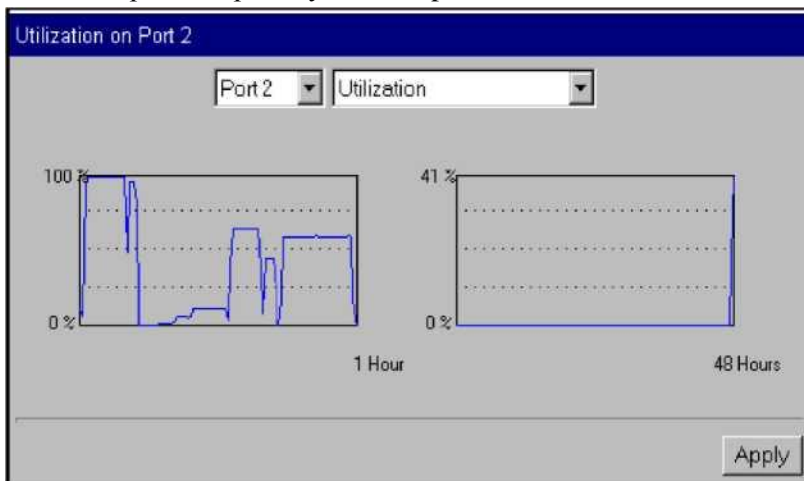 Utilization on Port 2
Port 2 Utilization
100 % 41 %
0 % 0 %
1 Hour 48 Hours
Apply